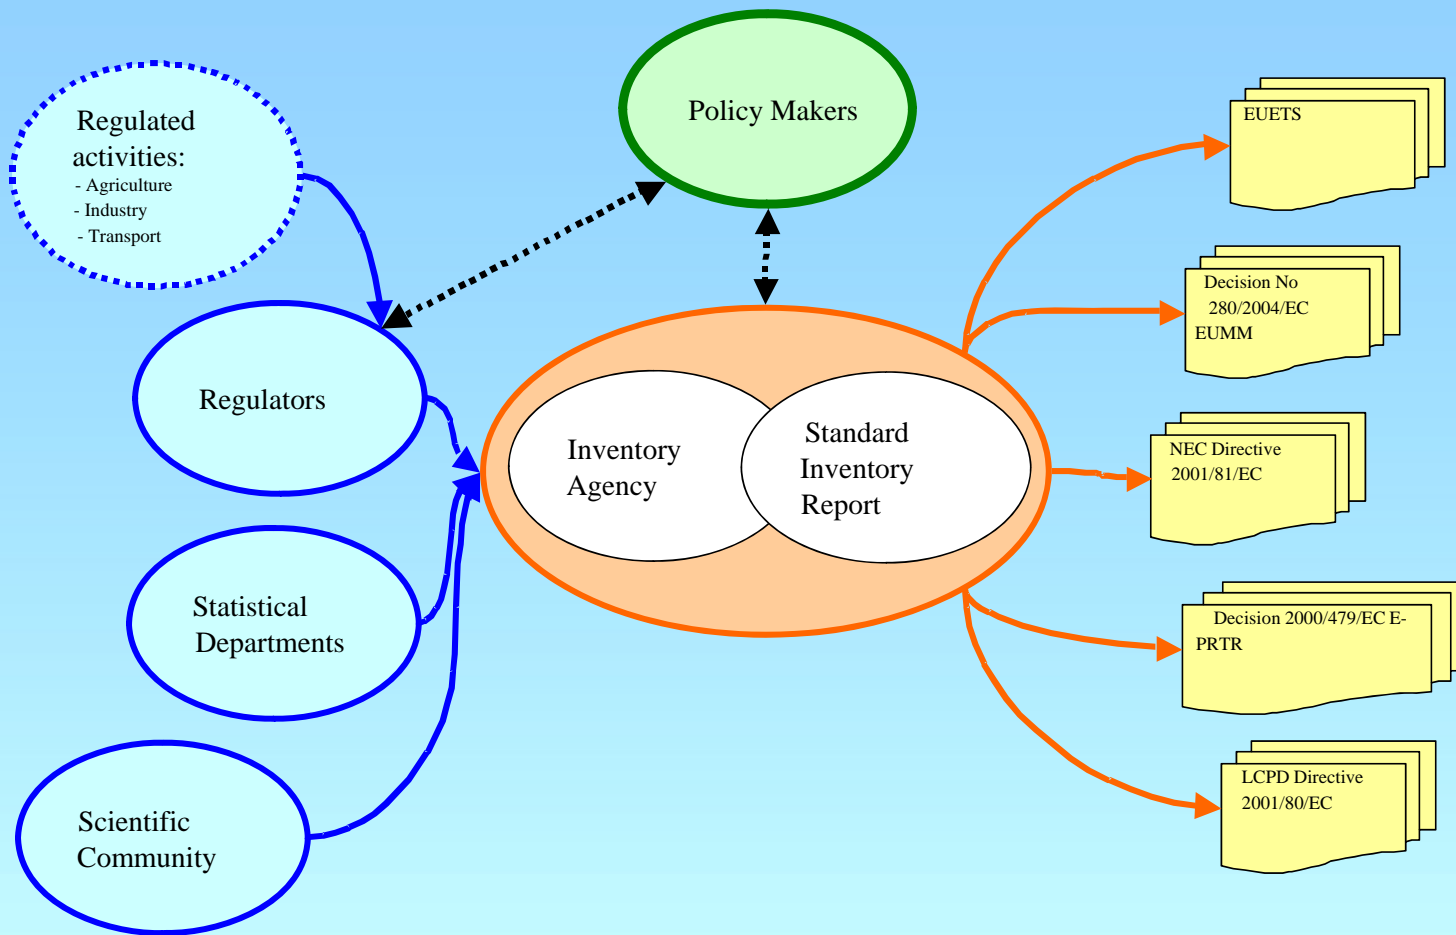 Regulated
activities:
- Agriculture
- Industry
- Transport
Policy Makers
Regulators
Statistical
Departments
Scientific
Community
Inventory
Agency
Standard
Inventory
Report
EUETS
Decision No
280/2004/EC
EUMM
NEC Directive
2001/81/EC
Decision 2000/479/EC E-
PRTR
LCPD Directive
2001/80/EC